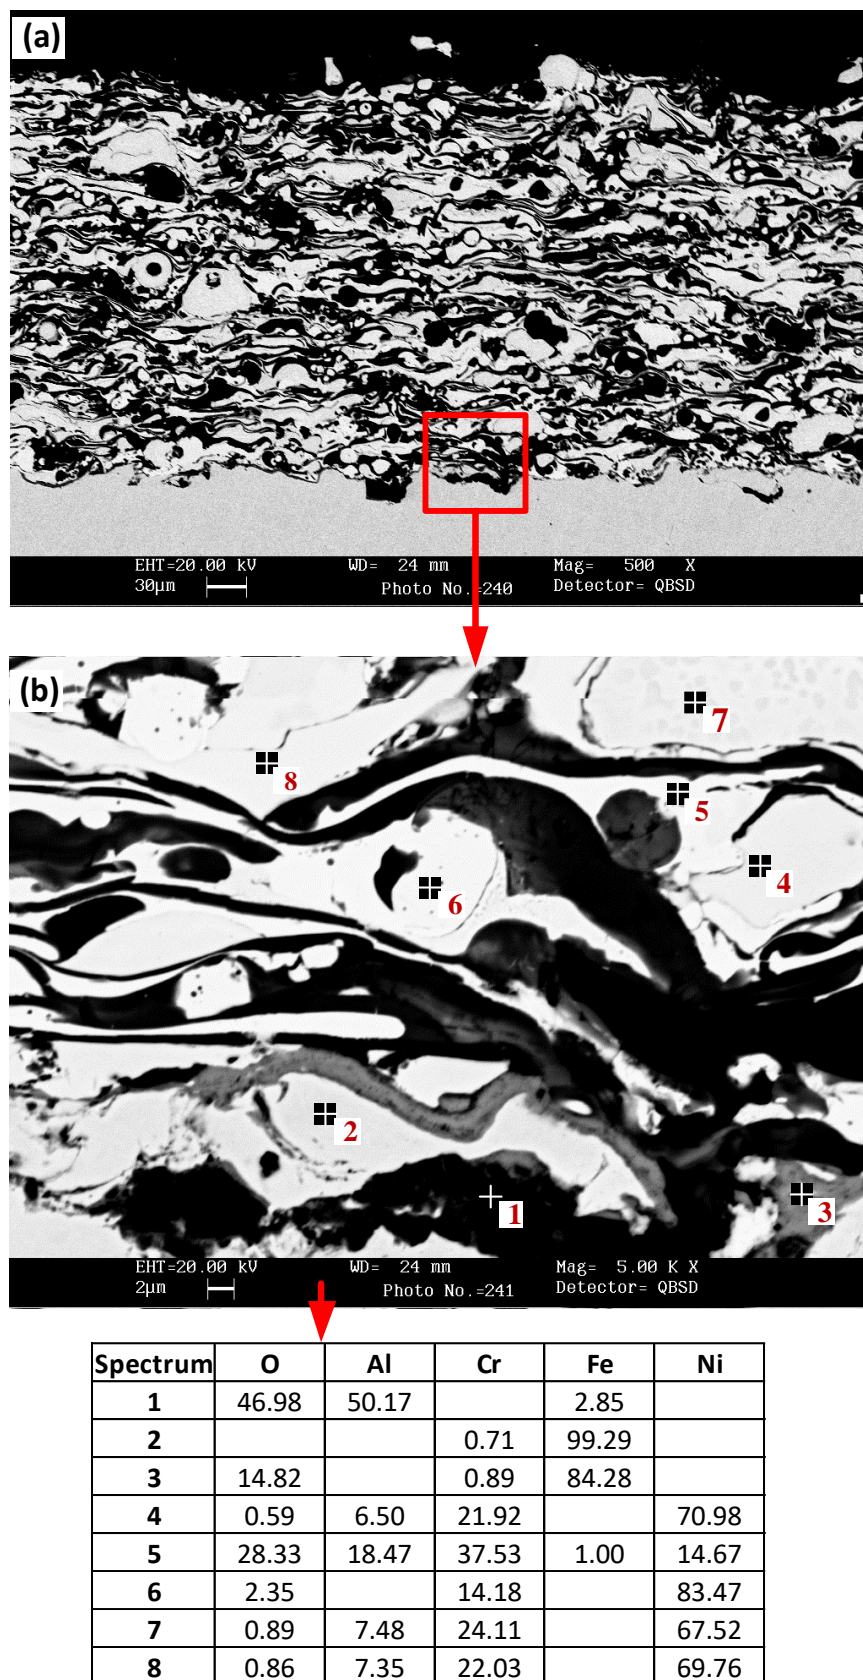 (a)
EHT=20.00 kV WD= 24 mm Mag= 500 X
30µm Photo No.=240 Detector= QBSD
(b)
7
8
5
4
6
2
1
3
EHT=20.00 kV WD= 24 mm Mag= 5.00 K X
2µm Photo No.=241 Detector= QBSD
Spectrum O Al Cr Fe Ni
1 46.98 50.17 2.85
2 0.71 99.29
3 14.82 0.89 84.28
4 0.59 6.50 21.92 70.98
5 28.33 18.47 37.53 1.00 14.67
6 2.35 14.18 83.47
7 0.89 7.48 24.11 67.52
8 0.86 7.35 22.03 69.76